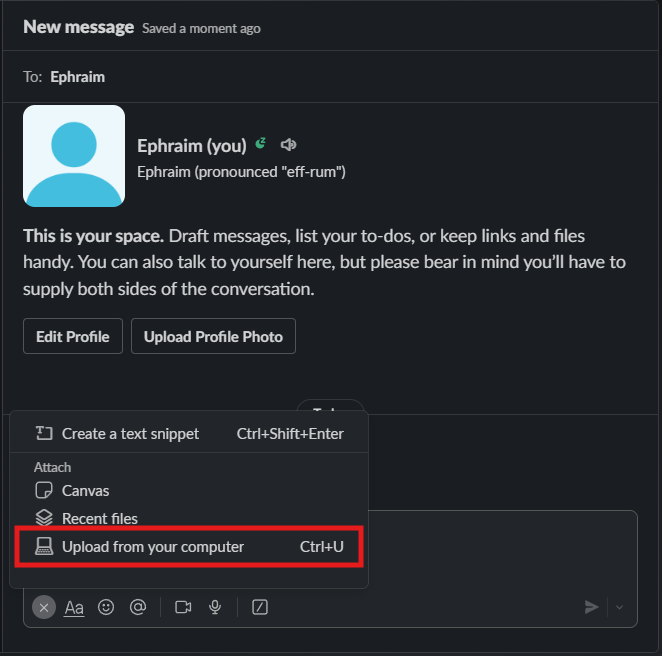 New message Saved a moment ago
To: Ephraim
Ephraim (you)
Ephraim (pronounced "eff-rum")
This is your space. Draft messages, list your to-dos, or keep links and files
handy. You can also talk to yourself here, but please bear in mind you’ll have to
supply both sides of the conversation.
Edit Profile Upload Profile Photo
Create a text snippet Ctrl+Shift+Enter
Attach
Canvas
Recent files
Upload from your computer Ctrl+U
Aa